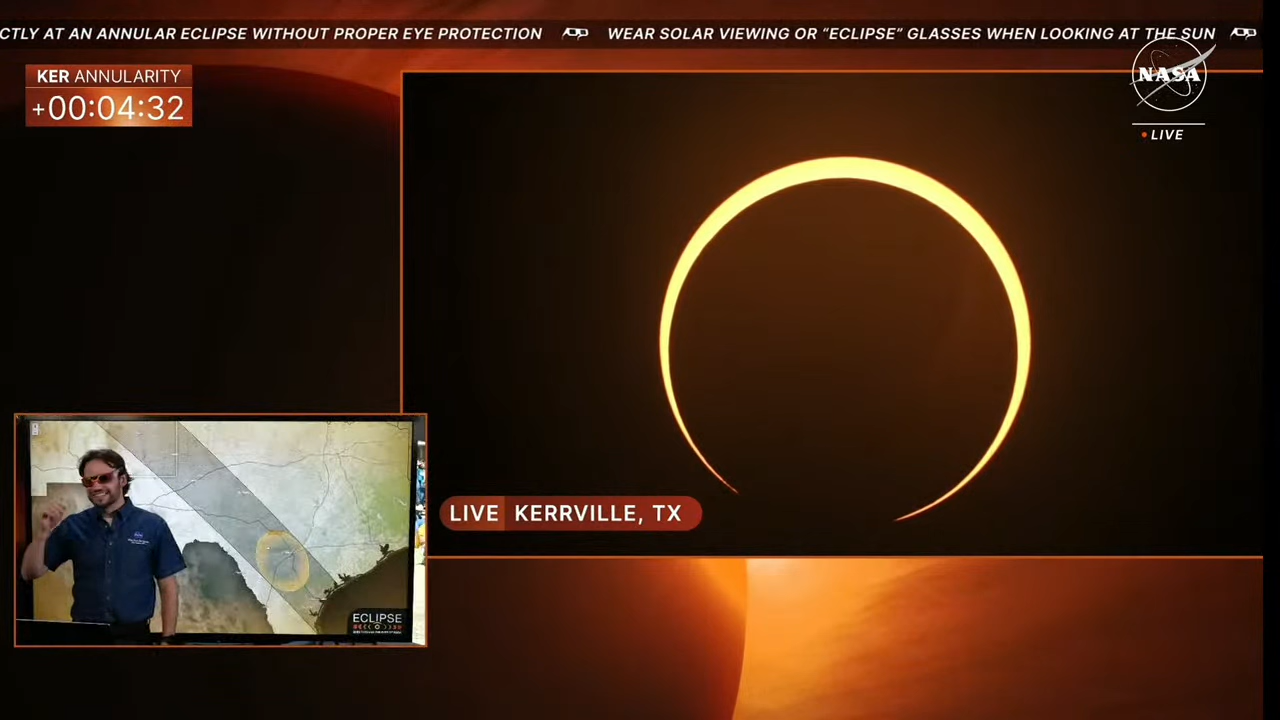 CTLY AT AN ANNULAR ECLIPSE WITHOUT PROPER EYE PROTECTION WEAR SOLAR VIEWING OR "ECLIPSE" GLASSES WHEN LOOKING AT THE SUN
KER ANNULARITY
+00:04:32
NASA
LIVE
LIVE KERRVILLE, TX
ECLIPSE